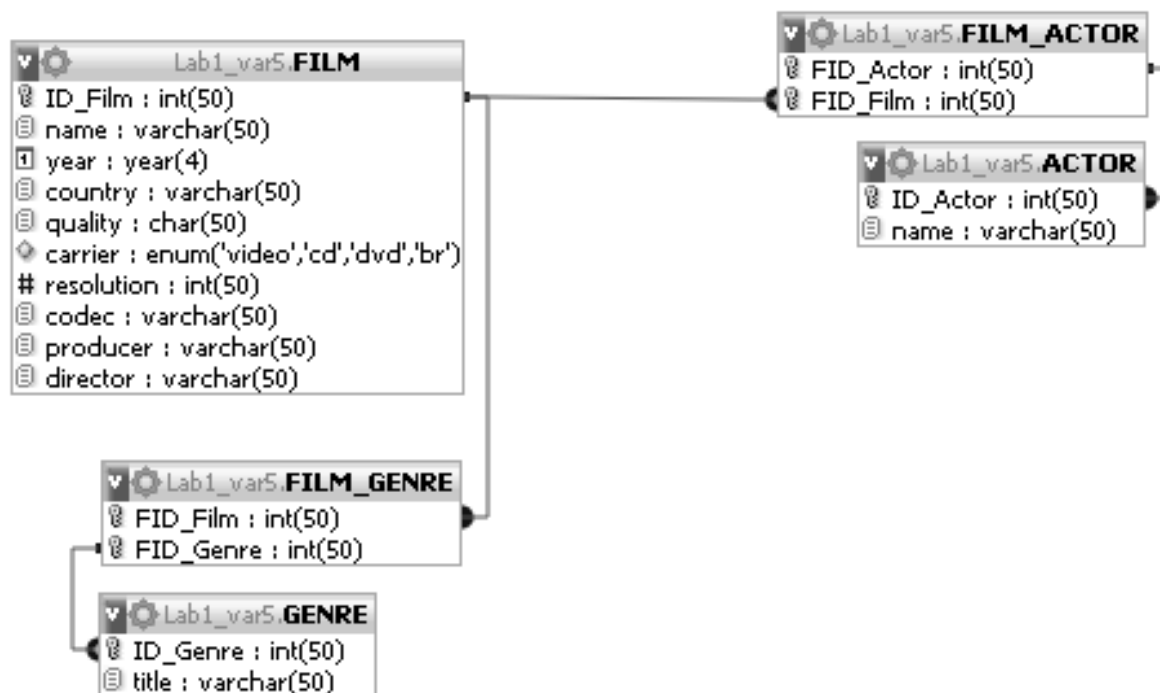 Lab1_var5.FILM
ID_Film : int(50)
name : varchar(50)
year : year(4)
country : varchar(50)
quality : char(50)
carrier : enum('video','cd','dvd','br')
# resolution : int(50)
codec : varchar(50)
producer : varchar(50)
director : varchar(50)
Lab1_var5.FILM_ACTOR
FID_Actor : int(50)
FID_Film : int(50)
Lab1_var5.ACTOR
ID_Actor : int(50)
name : varchar(50)
Lab1_var5.FILM_GENRE
FID_Film : int(50)
FID_Genre : int(50)
Lab1_var5.GENRE
ID_Genre : int(50)
title : varchar(50)